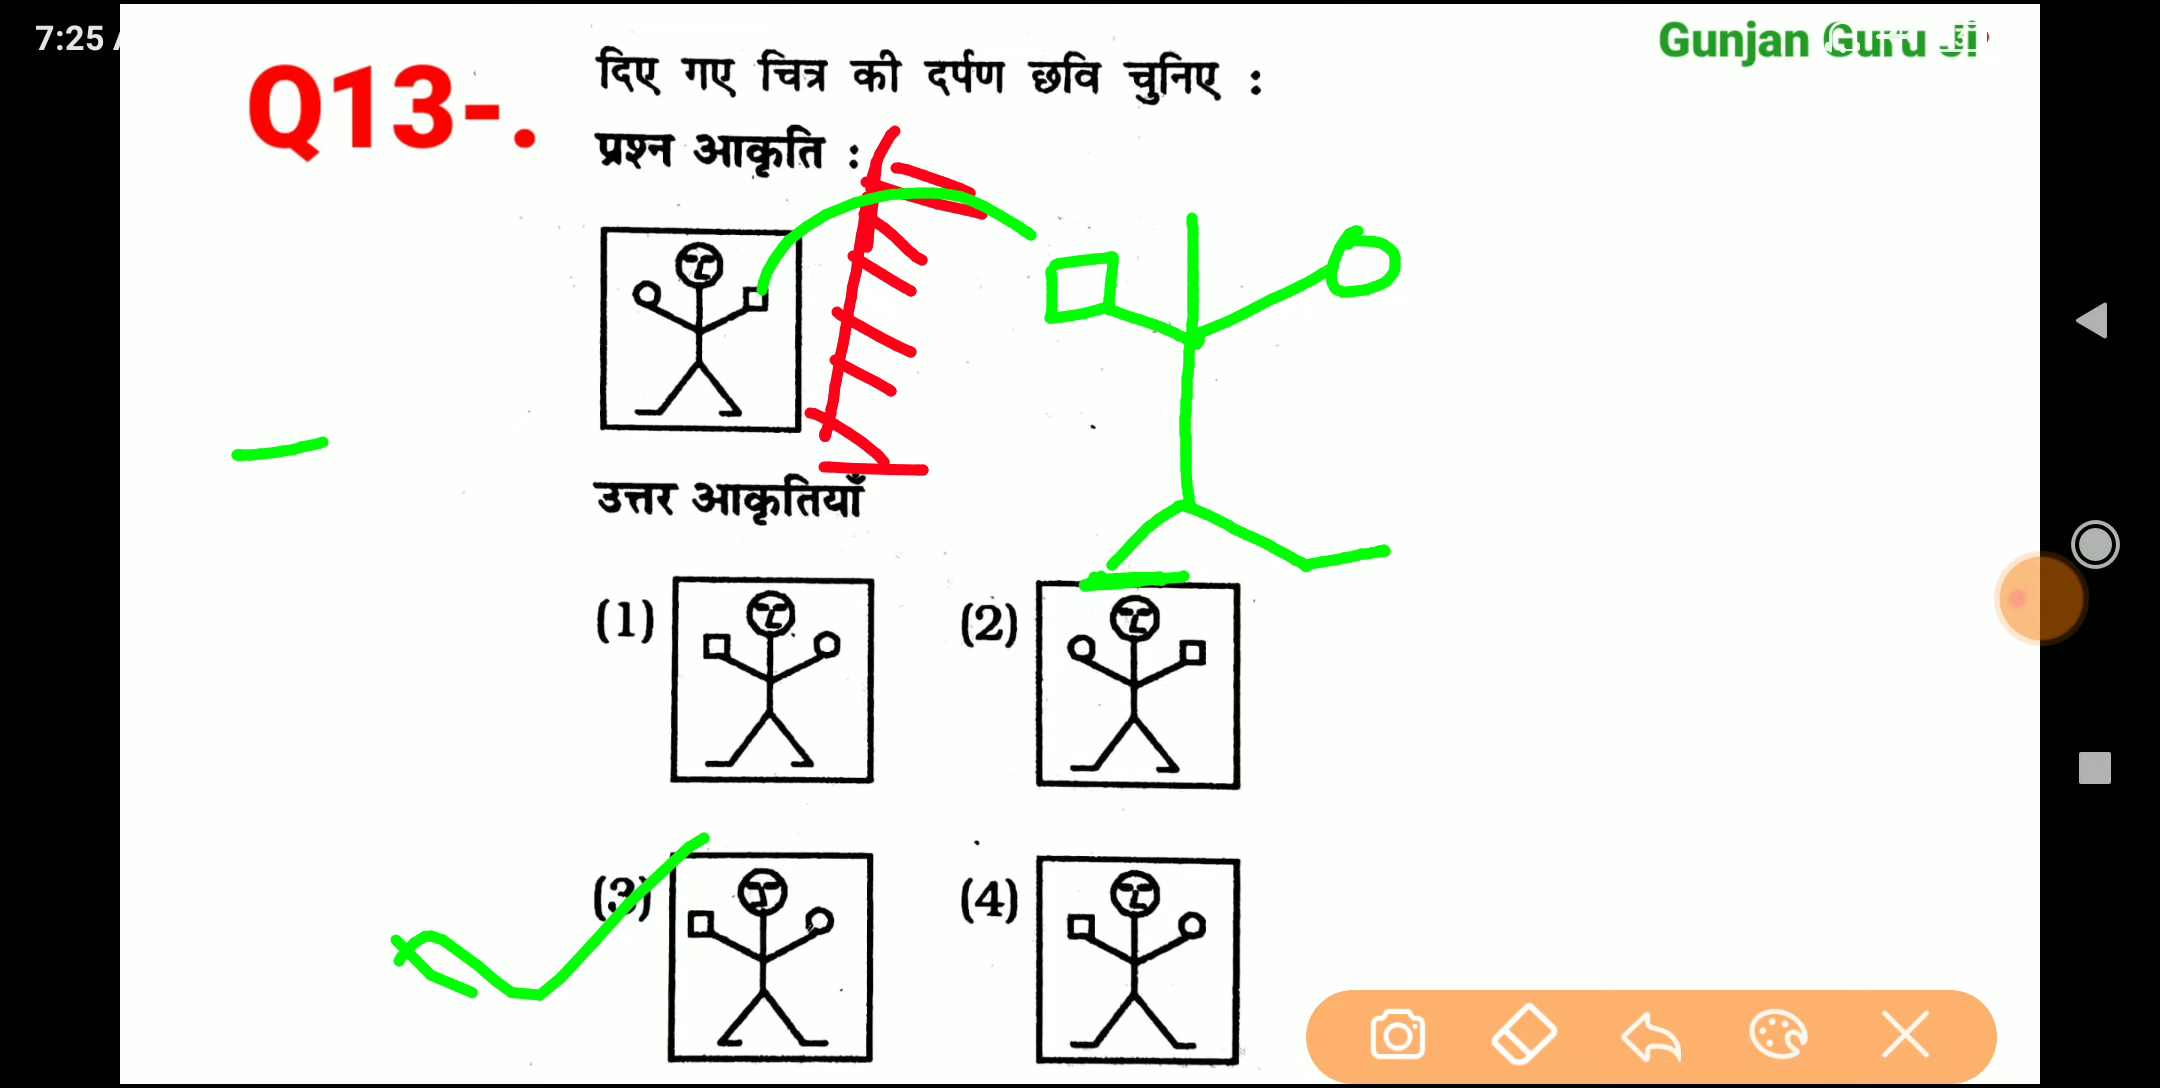 7:25
Gunjan Guru Ji
Q13-.
दिए गए चित्र की दर्पण छवि चुनिए :
प्रश्न आकृति :
उत्तर आकृतियाँ
(1)
(2)
(3)
(4)